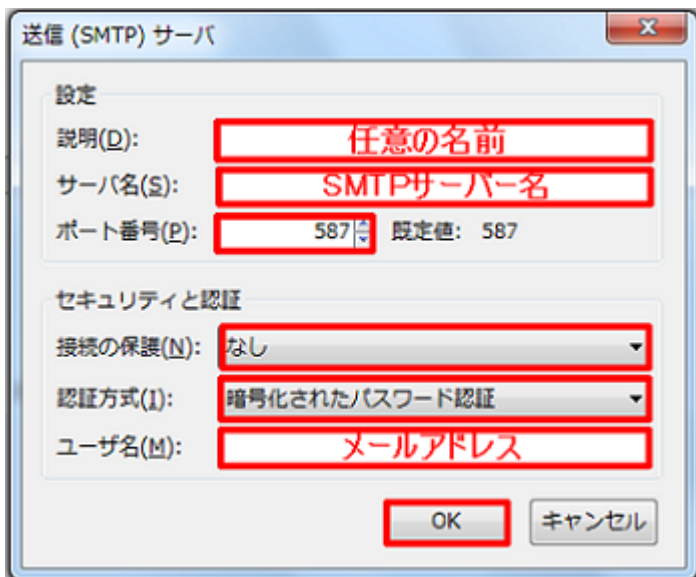 送信 (SMTP) サーバ
設定
説明(D): 任意の名前
サーバ名(S): SMTPサーバー名
ポート番号(P): 587 既定値: 587
セキュリティと認証
接続の保護(N): なし
認証方式(I): 暗号化されたパスワード認証
ユーザ名(M): メールアドレス
OK キャンセル